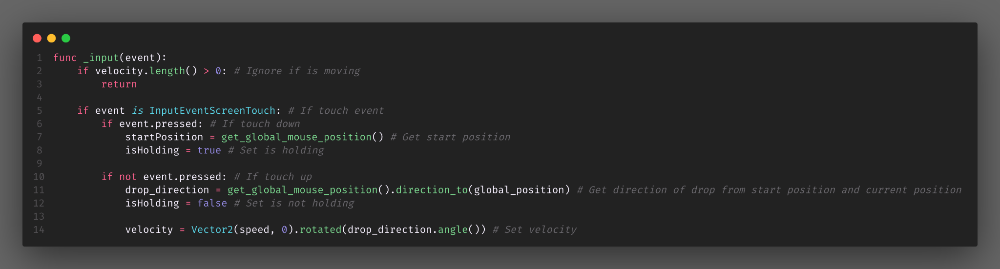 1 func _input(event):
2     if velocity.length() > 0: # Ignore if is moving
3         return
4
5     if event is InputEventScreenTouch: # If touch event
6         if event.pressed: # If touch down
7             startPosition = get_global_mouse_position() # Get start position
8             isHolding = true # Set is holding
9
10         if not event.pressed: # If touch up
11             drop_direction = get_global_mouse_position().direction_to(global_position) # Get direction of drop from start position and current position
12             isHolding = false # Set is not holding
13
14             velocity = Vector2(speed, 0).rotated(drop_direction.angle()) # Set velocity